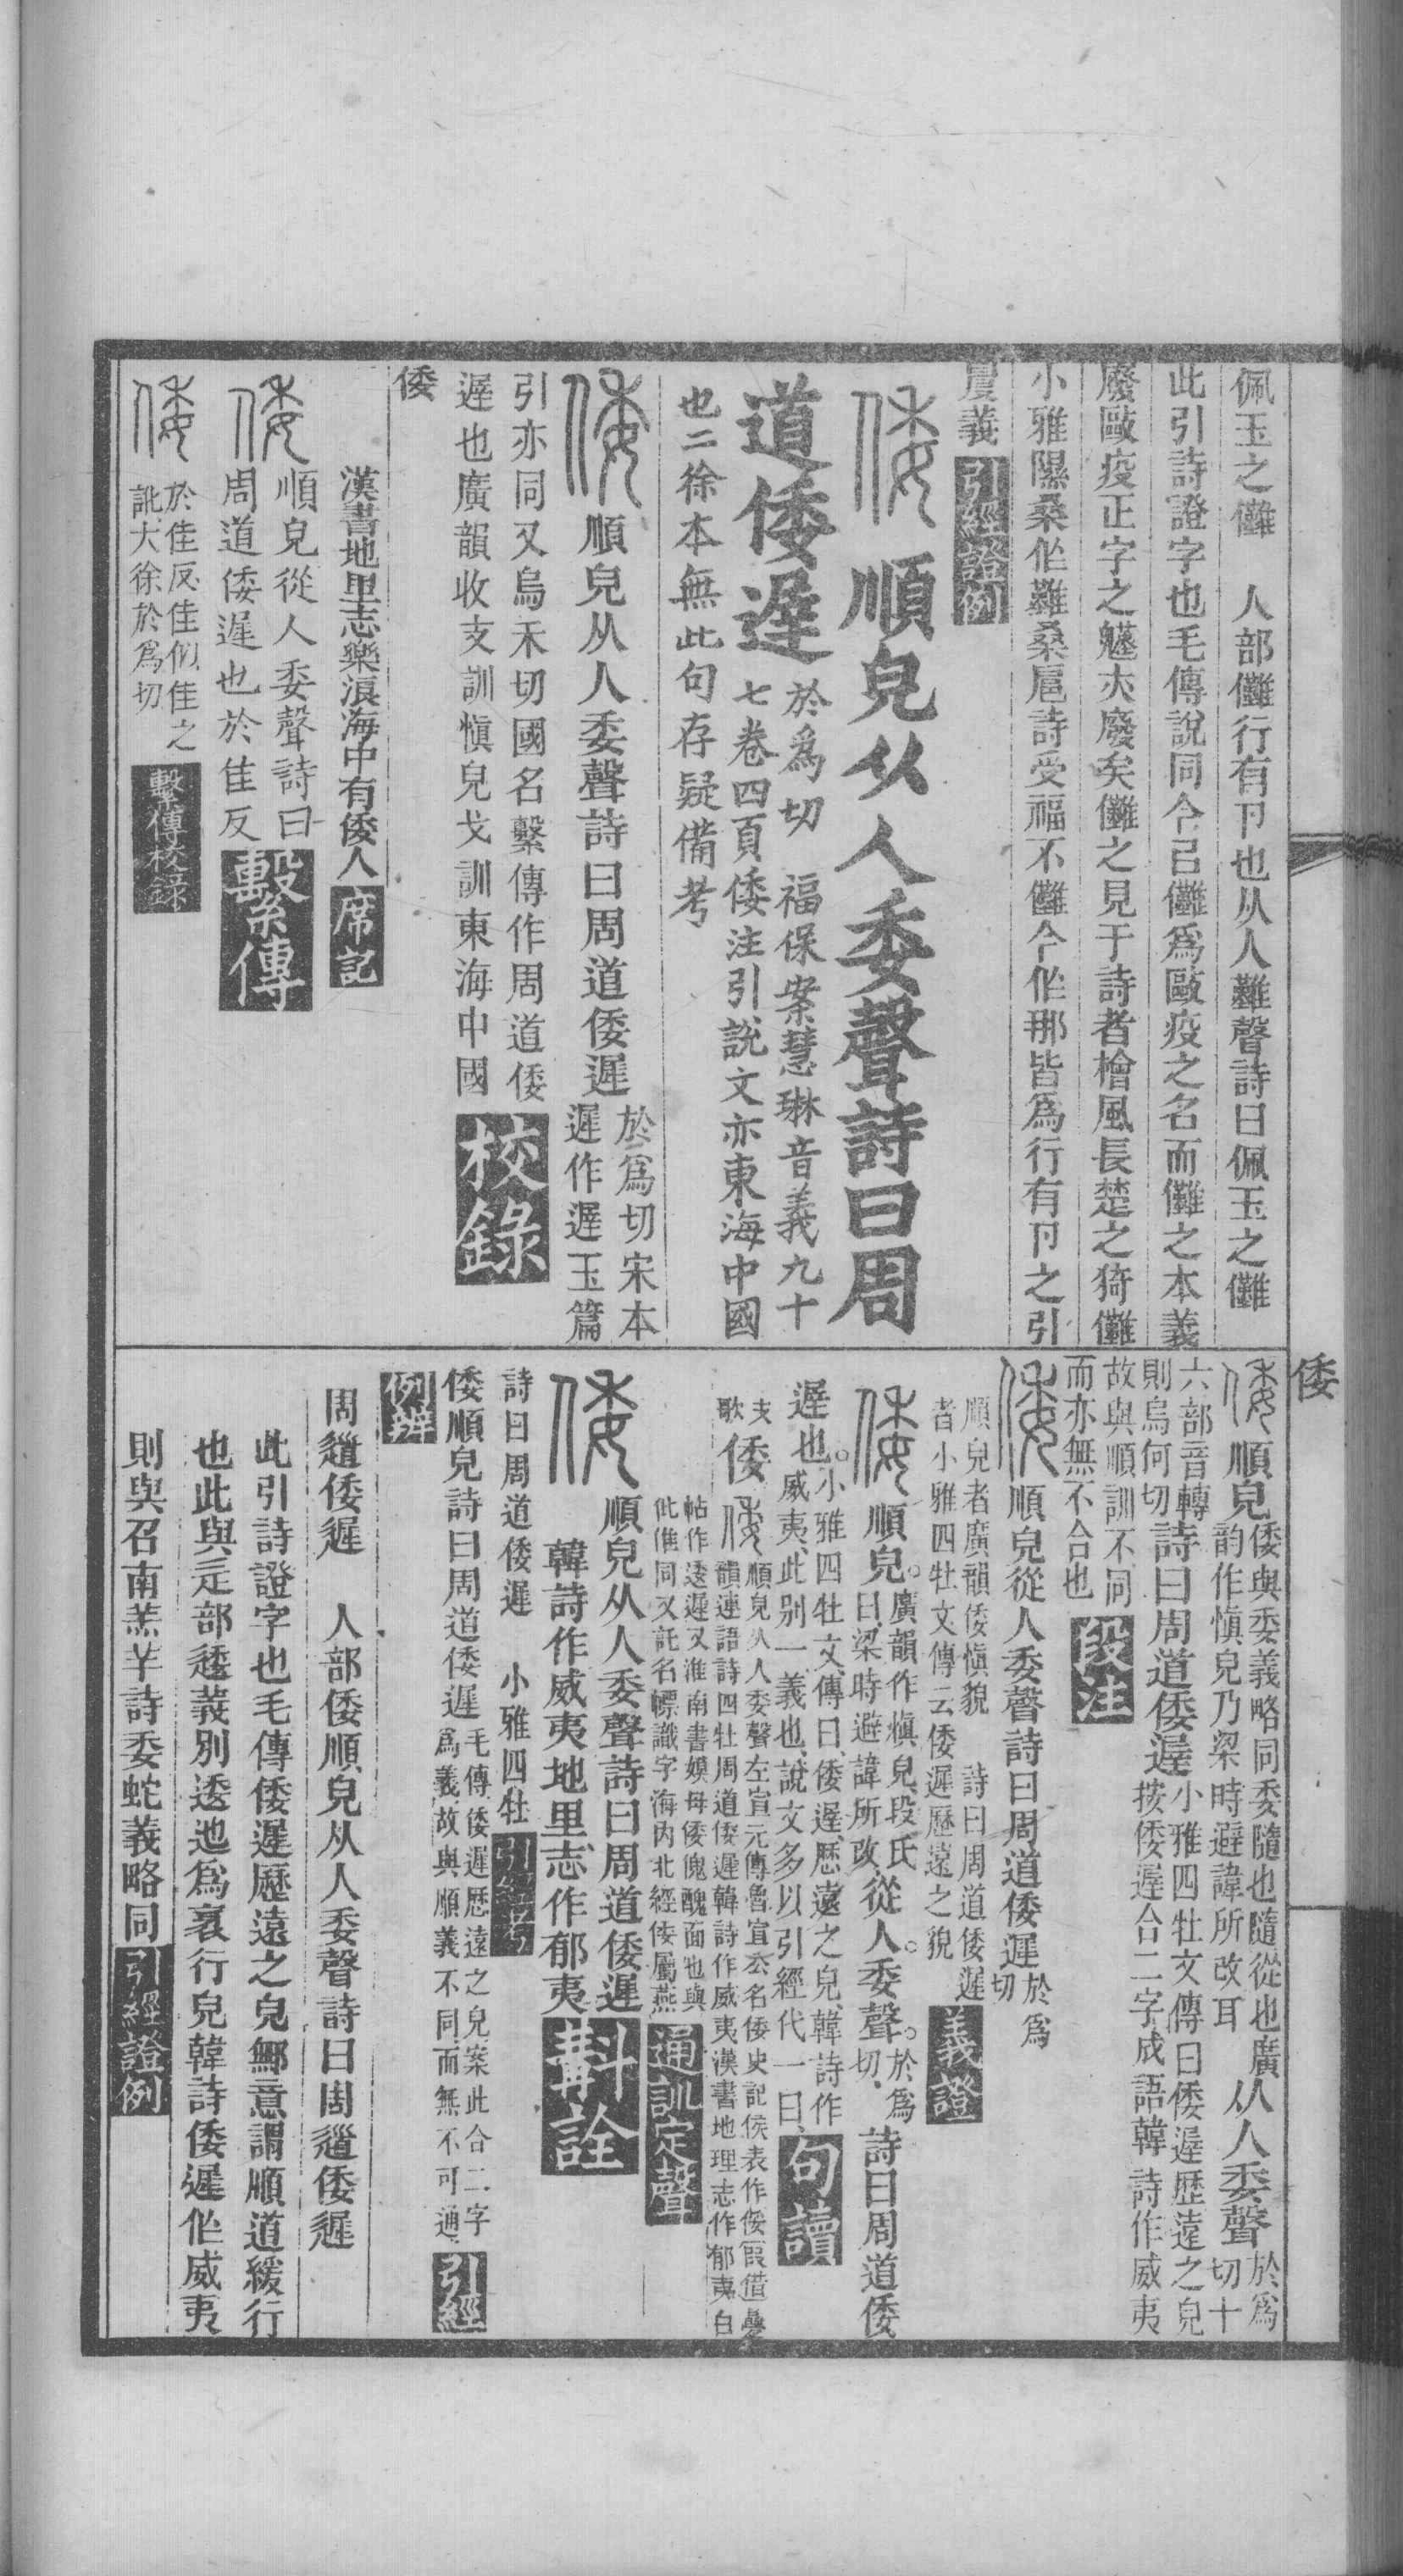 佩玉之儺　人部儺行有卪也从人難聲詩曰佩玉之儺
此引詩證字也毛傳說同今吕儺爲敺疫之名而儺之本義
廢敺疫正字之魌亦廢矣儺之見于詩者檜風長楚之猗儺
小雅隰桑作難桑扈詩受福不儺今作那皆爲行有卪之引
厪義 引經證例
順皃从人委聲詩曰周
道倭遟
於爲切　福保案慧琳音義九十
七卷四頁倭注引說文亦東海中國
也二徐本無此句存疑備考
順皃从人委聲詩曰周道倭遟
於爲切宋本
遟作遲玉篇
引亦同又烏禾切國名繫傳作周道倭
遟也廣韻收支訓愼皃戈訓東海中國
校錄
倭
漢書地里志樂浪海中有倭人 席記
順皃從人委聲詩曰
周道倭遲也於隹反
繫傳
於隹反隹似佳之
訛大徐於爲切
繫傳校錄
倭
順皃
倭與委義略同委隨也隨從也廣
韵作愼皃乃梁時避諱所改耳
从人委聲
於爲
切十
六部音轉
則烏何切
詩曰周道倭遟
小雅四牡文傳曰倭遟歷遠之皃
按倭遟合二字成語韓詩作威夷
故與順訓不同
而亦無不合也
段注
順皃從人委聲詩曰周道倭遲
於爲
切
順皃者廣韻倭愼貌　詩曰周道倭遟
者小雅四牡文傳云倭遲歷遠之貌
義證
順皃。
廣韻作愼皃段氏
曰梁時避諱所改
從人。委聲。
於爲
切
詩曰周道倭
遟也。
小雅四牡文傳曰倭遟歷遠之皃韓詩作
威夷此别一義也說文多以引經代一曰
句讀
支
歌
倭
順皃从人委聲左宣元傳魯宣公名倭史記侯表作倭叚借疊
韻連語詩四牡周道倭遲韓詩作威夷漢書地理志作郁夷白
帖作逶遲又淮南書嫫母倭傀醜面也與
仳倠同又託名幖識字海內北經倭屬燕
通訓定聲
順皃从人委聲詩曰周道倭遲
韓詩作威夷地里志作郁夷
斠詮
詩曰周道倭遲　小雅四牡 引經考
倭順皃詩曰周道倭遲
毛傳倭遲歷遠之皃案此合二字
爲義故與順義不同而無不可通
引經
例辨
周道倭遲　人部倭順皃从人委聲詩曰周道倭遲
此引詩證字也毛傳倭遲歷遠之皃鄦意謂順道緩行
也此與辵部逶義別逶迆爲衺行皃韓詩倭遲作威夷
則與召南羔羊詩委蛇義略同 引經證例